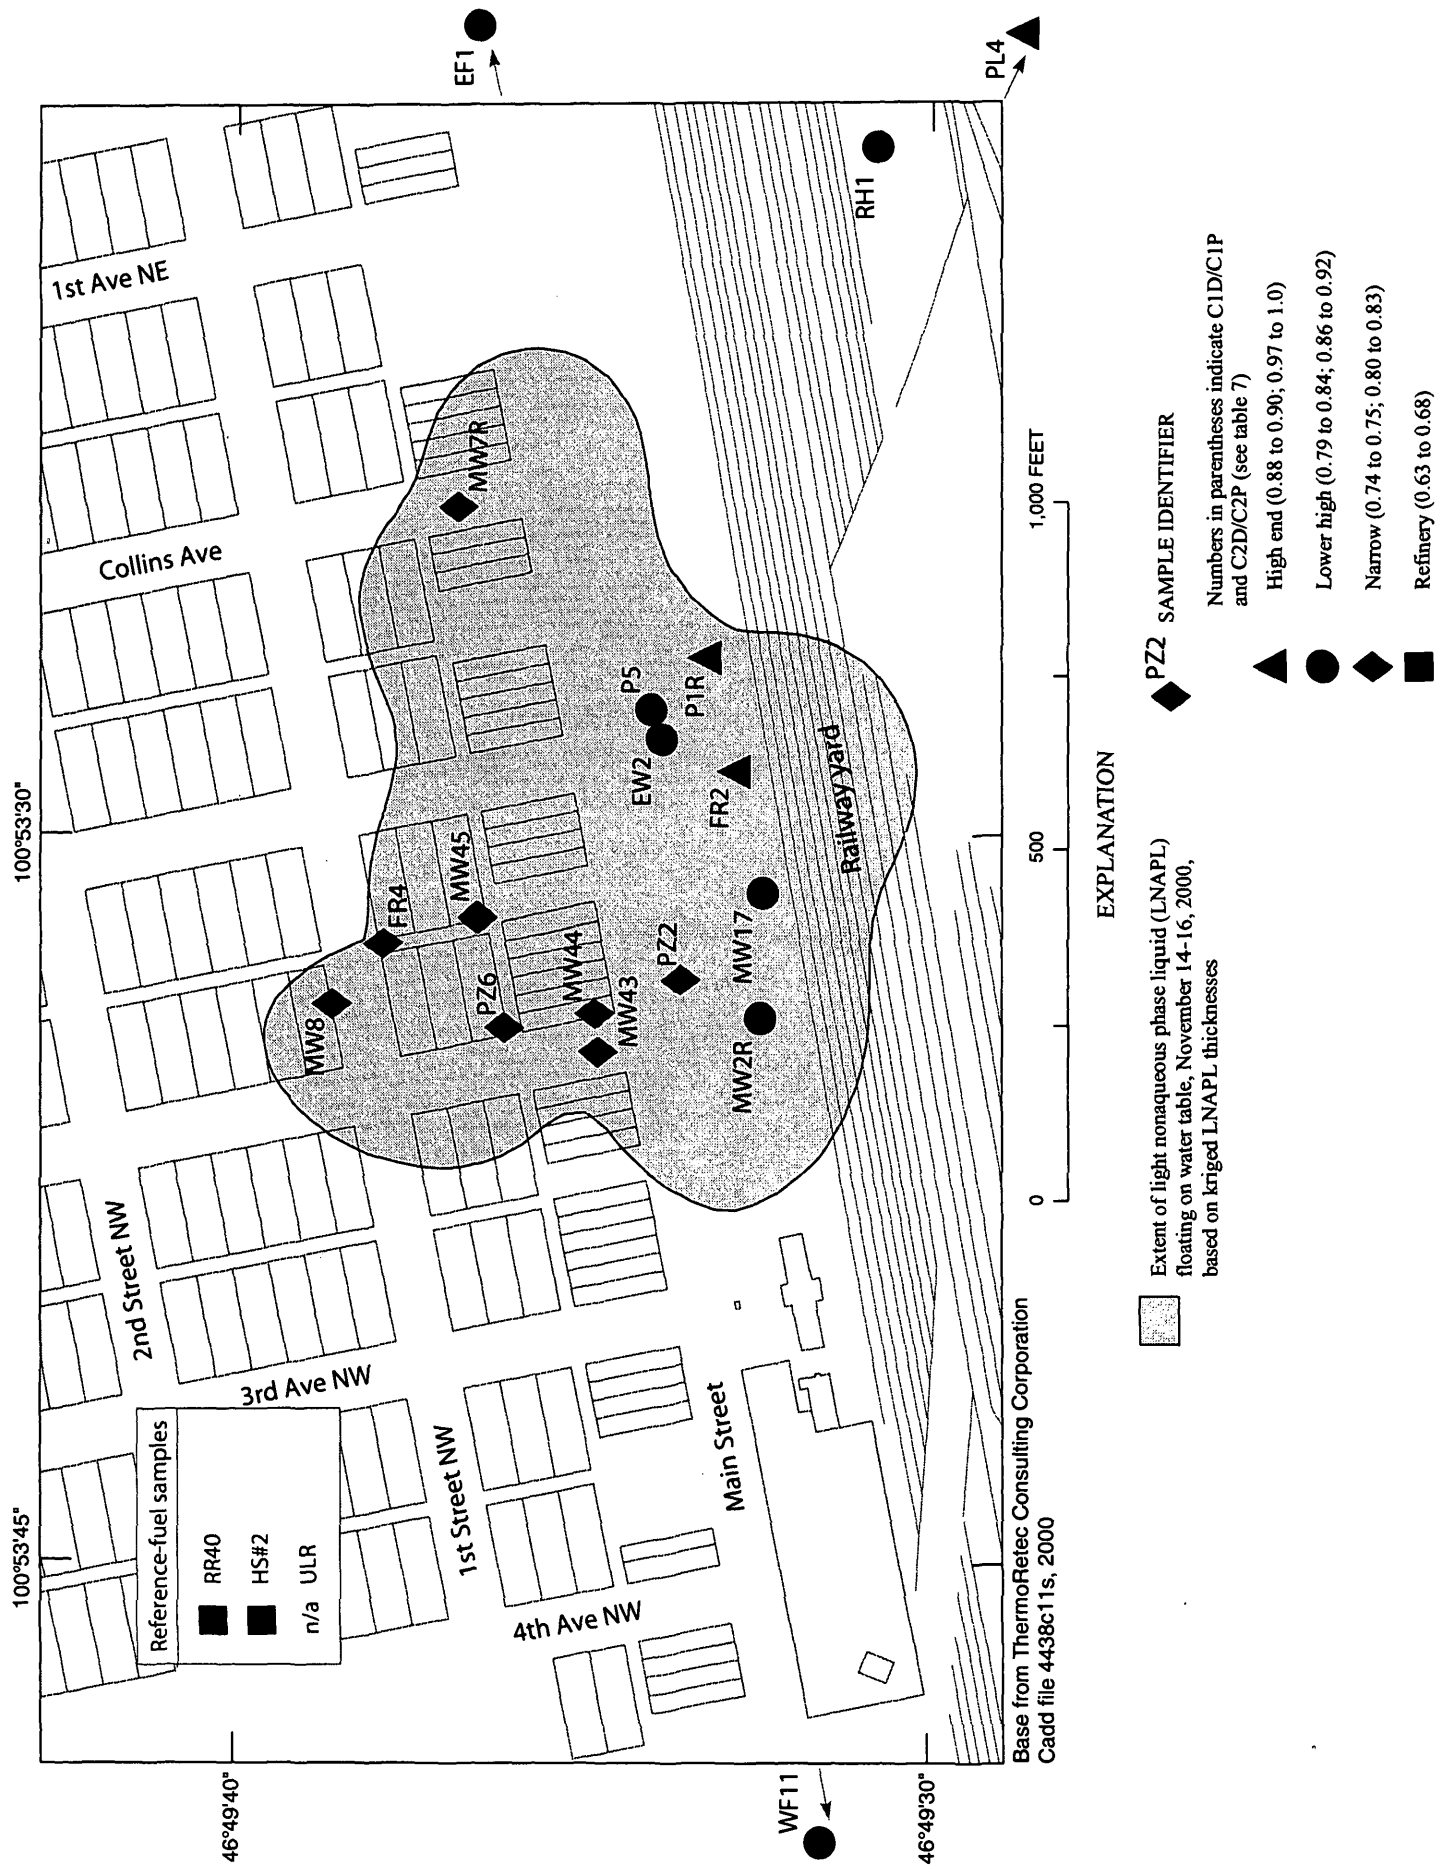 100°53'45"
100°53'30"
46°49'40"
46°49'30"
Reference-fuel samples
RR40
HS#2
n/a ULR
2nd Street NW
3rd Ave NW
1st Street NW
4th Ave NW
Main Street
Collins Ave
1st Ave NE
Railway yard
MW8
FR4
MW45
PZ6
MW44
MW43
PZ2
MW2R
MW17
FR2
EW2
P5
P1R
MW7R
RH1
EF1
PL4
WF11
Base from ThermoRetec Consulting Corporation
Cadd file 4438c11s, 2000
0
500
1,000 FEET
EXPLANATION
Extent of light nonaqueous phase liquid (LNAPL)
floating on water table, November 14-16, 2000,
based on kriged LNAPL thicknesses
PZ2 SAMPLE IDENTIFIER
Numbers in parentheses indicate C1D/C1P
and C2D/C2P (see table 7)
High end (0.88 to 0.90; 0.97 to 1.0)
Lower high (0.79 to 0.84; 0.86 to 0.92)
Narrow (0.74 to 0.75; 0.80 to 0.83)
Refinery (0.63 to 0.68)